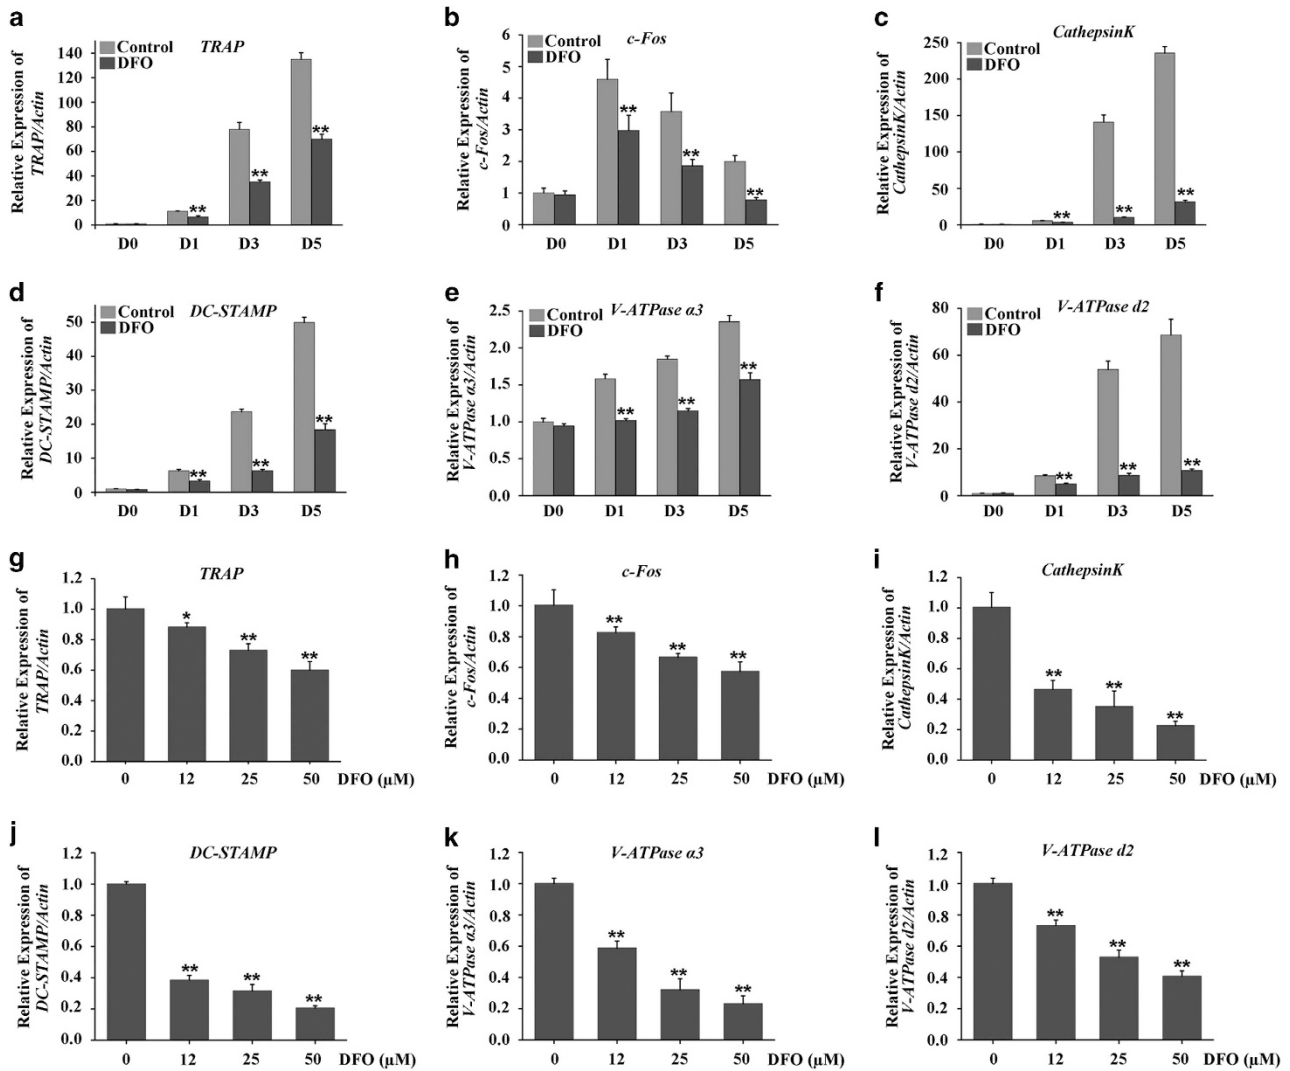 a
TRAP
Control
DFO
Relative Expression of
TRAP/Actin
140
120
100
80
60
40
20
0
**
**
**
D0 D1 D3 D5
b
c-Fos
Control
DFO
Relative Expression of
c-Fos/Actin
6
5
4
3
2
1
0
**
**
**
D0 D1 D3 D5
c
CathepsinK
Control
DFO
Relative Expression of
CathepsinK/Actin
250
200
150
100
50
0
**
**
**
D0 D1 D3 D5
d
DC-STAMP
Control
DFO
Relative Expression of
DC-STAMP/Actin
50
40
30
20
10
0
**
**
**
D0 D1 D3 D5
e
V-ATPase α3
Control
DFO
Relative Expression of
V-ATPase α3/Actin
2.5
2.0
1.5
1.0
0.5
0.0
**
**
**
D0 D1 D3 D5
f
V-ATPase d2
Control
DFO
Relative Expression of
V-ATPase d2/Actin
80
60
40
20
0
**
**
**
D0 D1 D3 D5
g
TRAP
Relative Expression of
TRAP/Actin
1.2
1.0
0.8
0.6
0.4
0.2
0.0
*
**
**
0 12 25 50 DFO (µM)
h
c-Fos
Relative Expression of
c-Fos/Actin
1.2
1.0
0.8
0.6
0.4
0.2
0.0
**
**
**
0 12 25 50 DFO (µM)
i
CathepsinK
Relative Expression of
CathepsinK/Actin
1.2
1.0
0.8
0.6
0.4
0.2
0.0
**
**
**
0 12 25 50 DFO (µM)
j
DC-STAMP
Relative Expression of
DC-STAMP/Actin
1.2
1.0
0.8
0.6
0.4
0.2
0.0
**
**
**
0 12 25 50 DFO (µM)
k
V-ATPase α3
Relative Expression of
V-ATPase α3/Actin
1.2
1.0
0.8
0.6
0.4
0.2
0.0
**
**
**
0 12 25 50 DFO (µM)
l
V-ATPase d2
Relative Expression of
V-ATPase d2/Actin
1.2
1.0
0.8
0.6
0.4
0.2
0.0
**
**
**
0 12 25 50 DFO (µM)